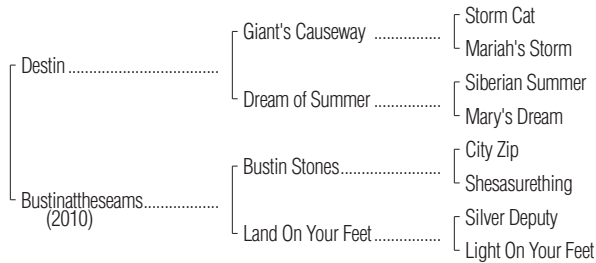 Storm Cat
Giant's Causeway ................
Mariah's Storm
Destin ....................................
Siberian Summer
Dream of Summer ................
Mary's Dream
City Zip
Bustin Stones........................
Shesasurething
Bustinattheseams..................
(2010)
Silver Deputy
Land On Your Feet................
Light On Your Feet